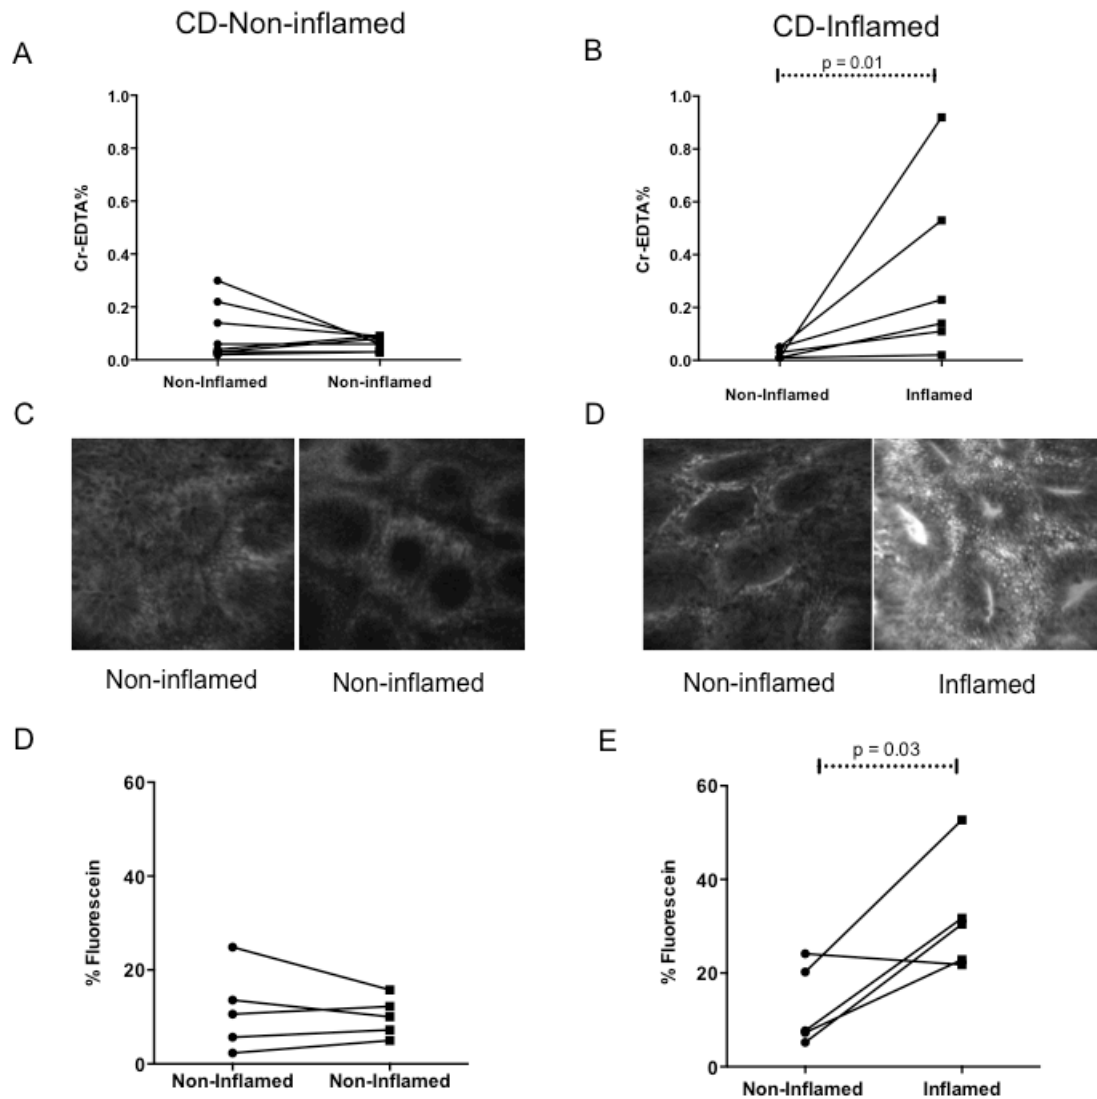 CD-Non-inflamed
CD-Inflamed
A
B
p = 0.01
1.0
0.8
0.6
0.4
0.2
0.0
Cr-EDTA%
Non-Inflamed
Non-inflamed
1.0
0.8
0.6
0.4
0.2
0.0
Cr-EDTA%
Non-Inflamed
Inflamed
C
D
Non-inflamed
Non-inflamed
Non-inflamed
Inflamed
D
E
p = 0.03
60
40
20
0
% Fluorescein
Non-Inflamed
Non-Inflamed
60
40
20
0
% Fluorescein
Non-Inflamed
Inflamed